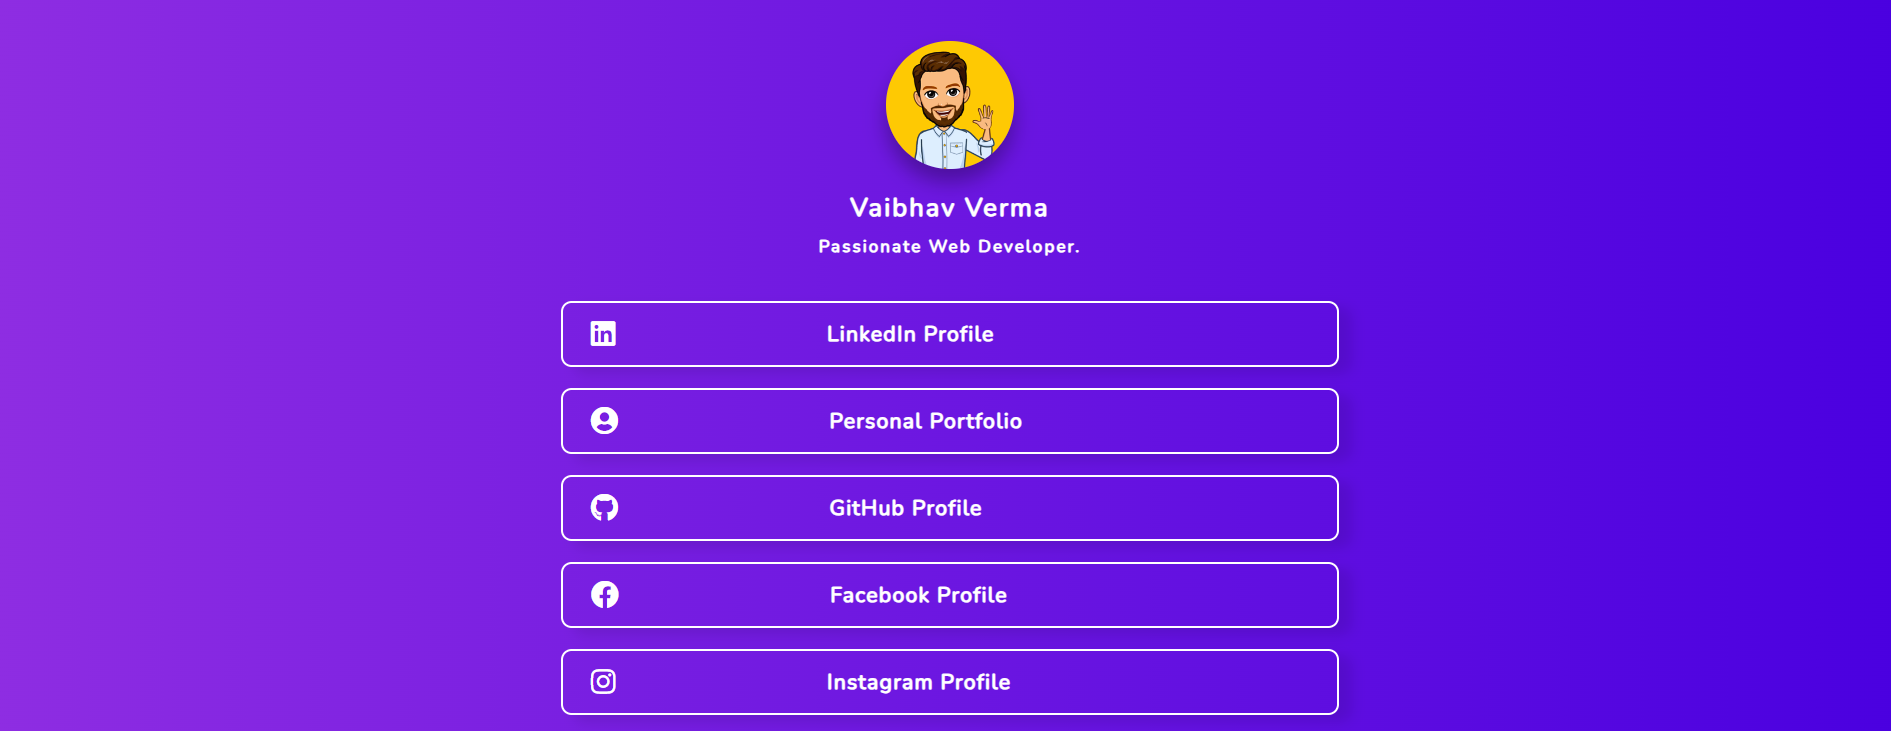 Vaibhav Verma
Passionate Web Developer.
LinkedIn Profile
Personal Portfolio
GitHub Profile
Facebook Profile
Instagram Profile